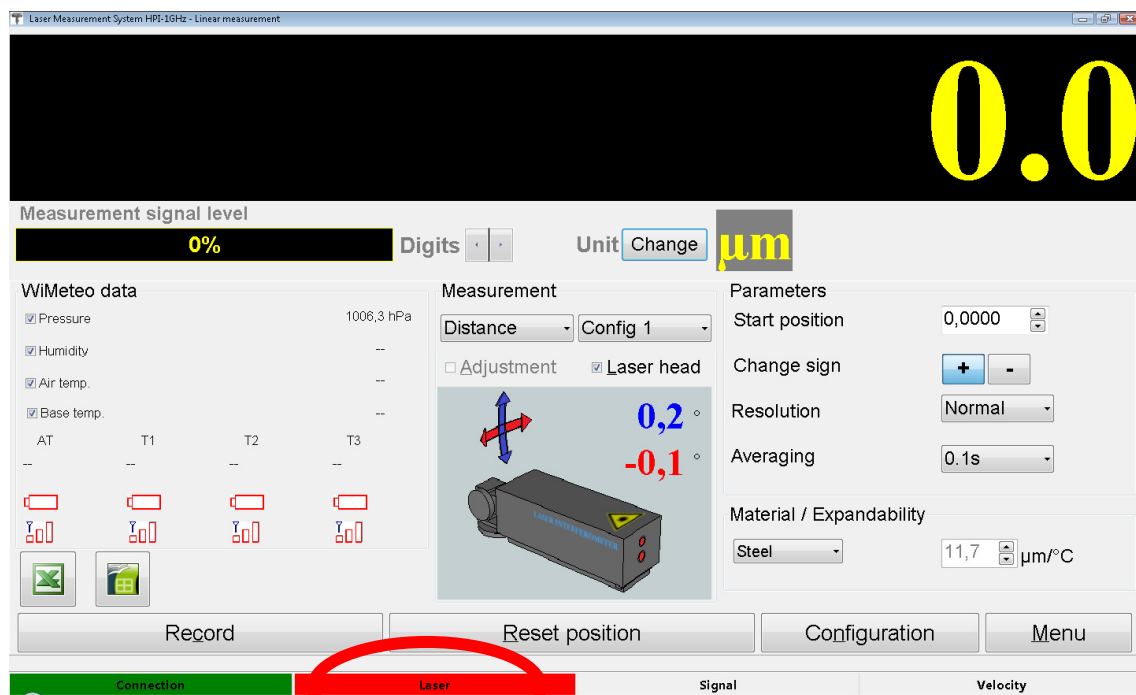 Laser Measurement System HPI-1GHz - Linear measurement
0.0
Measurement signal level
0%
Digits
Unit Change
µm
WiMeteo data
Pressure 1006,3 hPa
Humidity --
Air temp. --
Base temp. --
AT T1 T2 T3
-- -- -- --
Measurement
Distance Config 1
Adjustment Laser head
0,2 °
-0,1 °
LASER INTERFEROMETER
Parameters
Start position 0,0000
Change sign + -
Resolution Normal
Averaging 0.1s
Material / Expandability
Steel 11,7 µm/°C
Record Reset position Configuration Menu
Connection Laser Signal Velocity